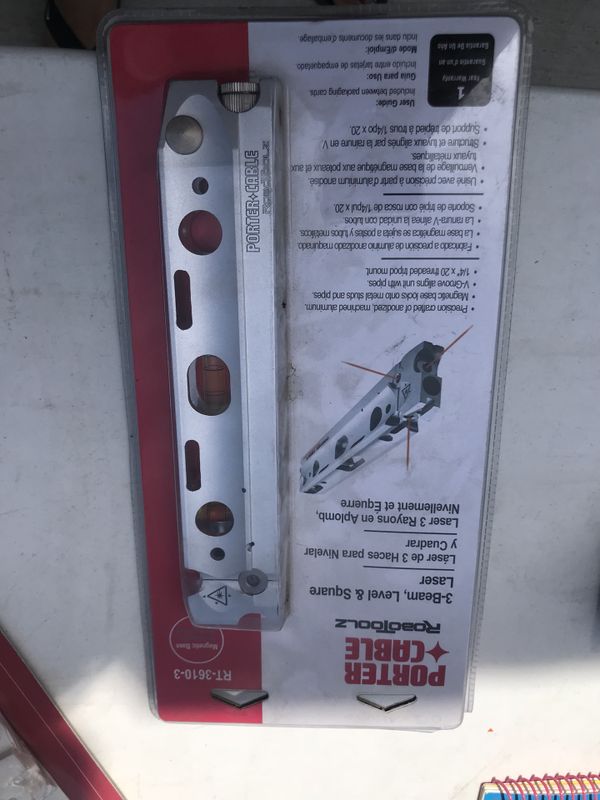 PORTER
CABLE
ROBOTOOLZ
RT-3610-3
Magnetic Base
3-Beam, Level & Square
Laser
Láser de 3 Haces para Nivelar
y Cuadrar
Laser 3 Rayons en Aplomb,
Nivellement et Équerre
• Precision crafted of anodized, machined aluminum.
• Magnetic base locks onto metal studs and pipes.
• V-Groove aligns unit with pipes.
• 1/4" x 20 threaded tripod mount.
• Fabricado a precisión de aluminio anodizado maquinado.
• La base magnética se sujeta a postes y tubos metálicos.
• La ranura-V alinea la unidad con tubos.
• Soporte de tripié con rosca de 1/4pul x 20.
• Usiné avec précision à partir d'aluminium anodisé.
• Verrouillage de la base magnétique aux poteaux et aux
tuyaux métalliques.
• Structure et tuyaux alignés par la rainure en V.
• Support de trépied à trous 1/4po x 20.
User Guide:
Included between packaging cards.
Guía para Uso:
Incluido entre tarjetas de empaquetado.
Mode d'Emploi:
Inclu dans les documents d'emballage.
1
Year Warranty
Guarantie d'un an
Garantía De Un Año
PORTER+CABLE
ROBOTOOLZ